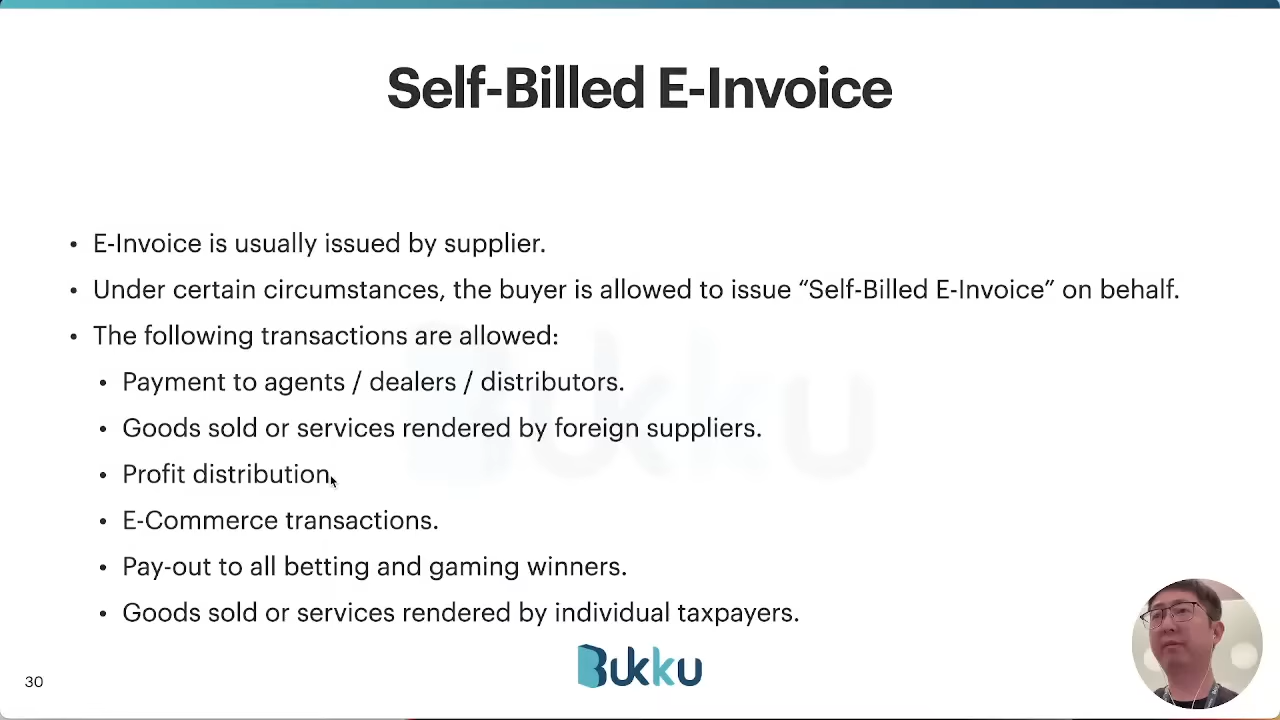 Self-Billed E-Invoice
• E-Invoice is usually issued by supplier.
• Under certain circumstances, the buyer is allowed to issue “Self-Billed E-Invoice” on behalf.
• The following transactions are allowed:
• Payment to agents / dealers / distributors.
• Goods sold or services rendered by foreign suppliers.
• Profit distribution.
• E-Commerce transactions.
• Pay-out to all betting and gaming winners.
• Goods sold or services rendered by individual taxpayers.
Bukku
30